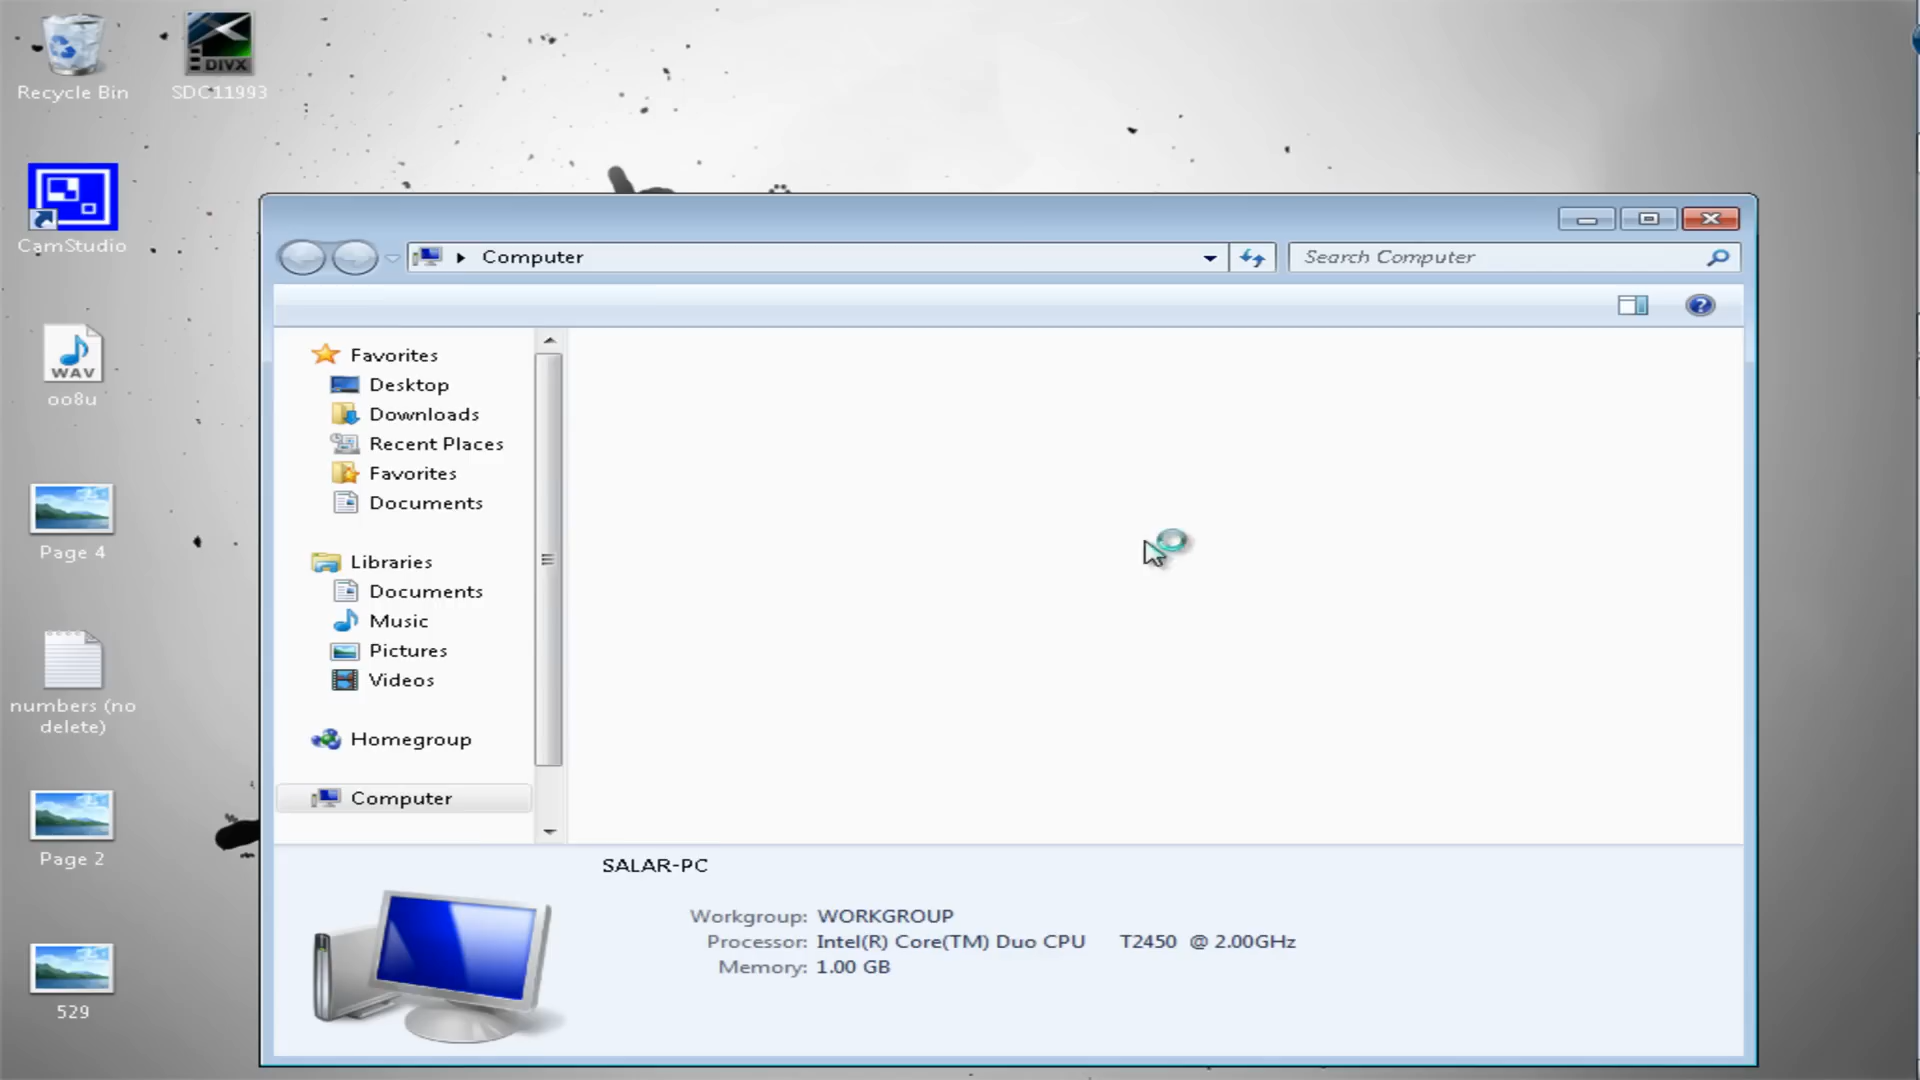 Recycle Bin
DIVX
SDC11993
CamStudio
WAV
oo8u
Page 4
numbers (no
delete)
Page 2
529
Computer
Search Computer
Favorites
Desktop
Downloads
Recent Places
Favorites
Documents
Libraries
Documents
Music
Pictures
Videos
Homegroup
Computer
SALAR-PC
Workgroup: WORKGROUP
Processor: Intel(R) Core(TM) Duo CPU T2450 @ 2.00GHz
Memory: 1.00 GB